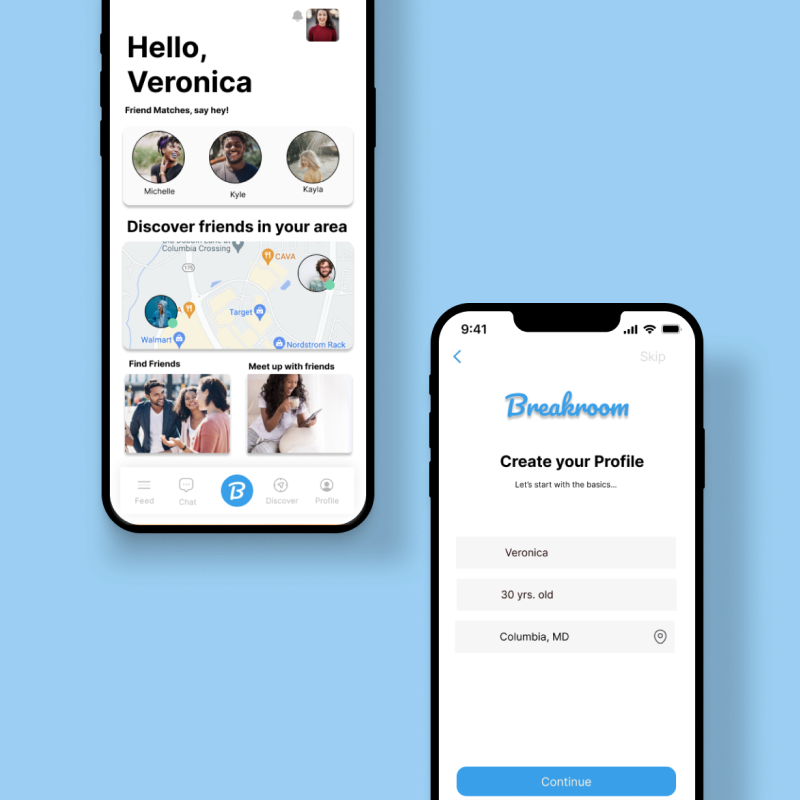 Hello,
Veronica
Friend Matches, say hey!
Michelle
Kyle
Kayla
Discover friends in your area
Columbia Crossing
CAVA
175
Target
Walmart
Nordstrom Rack
Find Friends
Meet up with friends
B
Feed
Chat
Discover
Profile
9:41
Skip
Breakroom
Create your Profile
Let's start with the basics...
Veronica
30 yrs. old
Columbia, MD
Continue